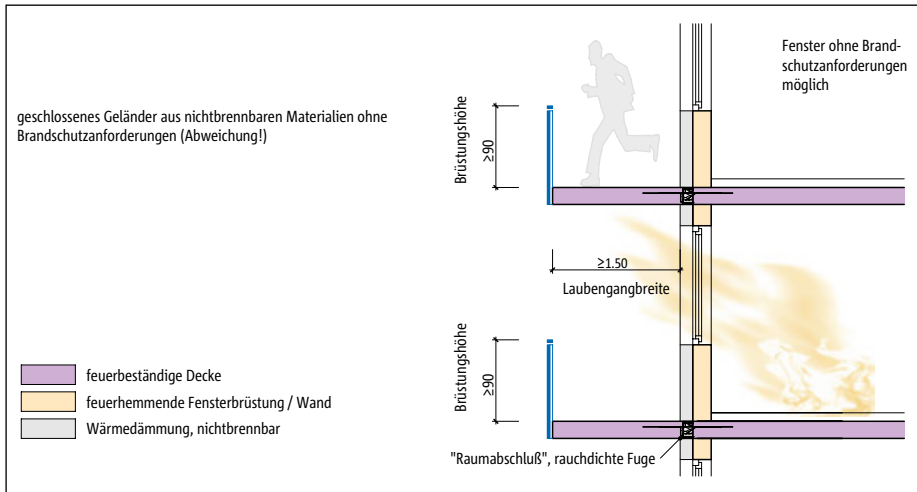 Fenster ohne Brand-
schutzanforderungen
möglich
geschlossenes Geländer aus nichtbrennbaren Materialien ohne
Brandschutzanforderungen (Abweichung!)
Brüstungshöhe
≥90
≥1.50
Laubengangbreite
Brüstungshöhe
≥90
feuerbeständige Decke
feuerhemmende Fensterbrüstung / Wand
Wärmedämmung, nichtbrennbar
"Raumabschluß", rauchdichte Fuge